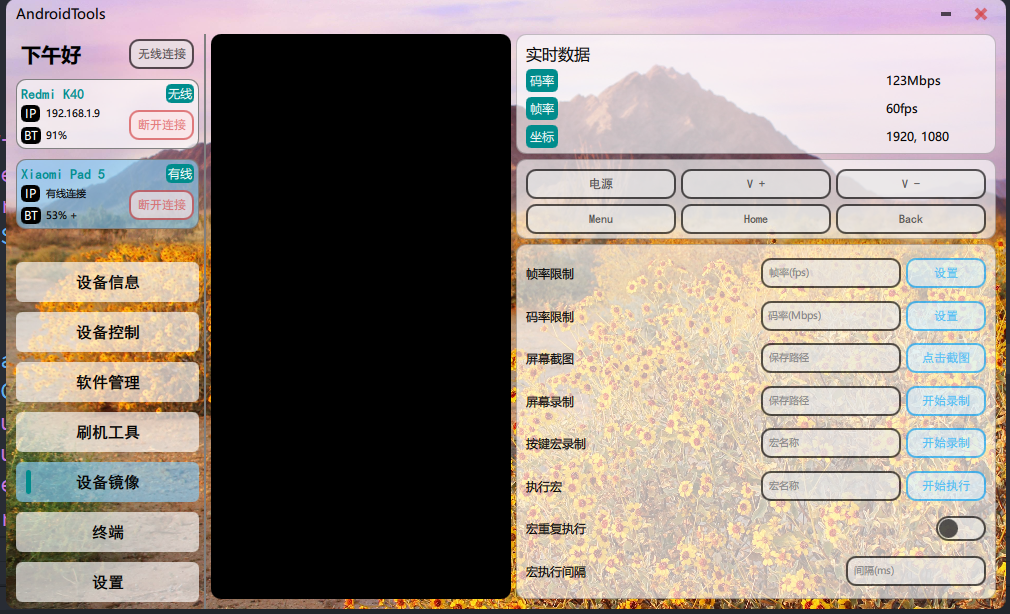 AndroidTools
下午好
无线连接
Redmi K40
无线
IP 192.168.1.9
断开连接
BT 91%
Xiaomi Pad 5
有线
IP 有线连接
断开连接
BT 53% +
设备信息
设备控制
软件管理
刷机工具
设备镜像
终端
设置
实时数据
码率 123Mbps
帧率 60fps
坐标 1920, 1080
电源 V + V -
Menu Home Back
帧率限制 帧率(fps) 设置
码率限制 码率(Mbps) 设置
屏幕截图 保存路径 点击截图
屏幕录制 保存路径 开始录制
按键宏录制 宏名称 开始录制
执行宏 宏名称 开始执行
宏重复执行
宏执行间隔 间隔(ms)